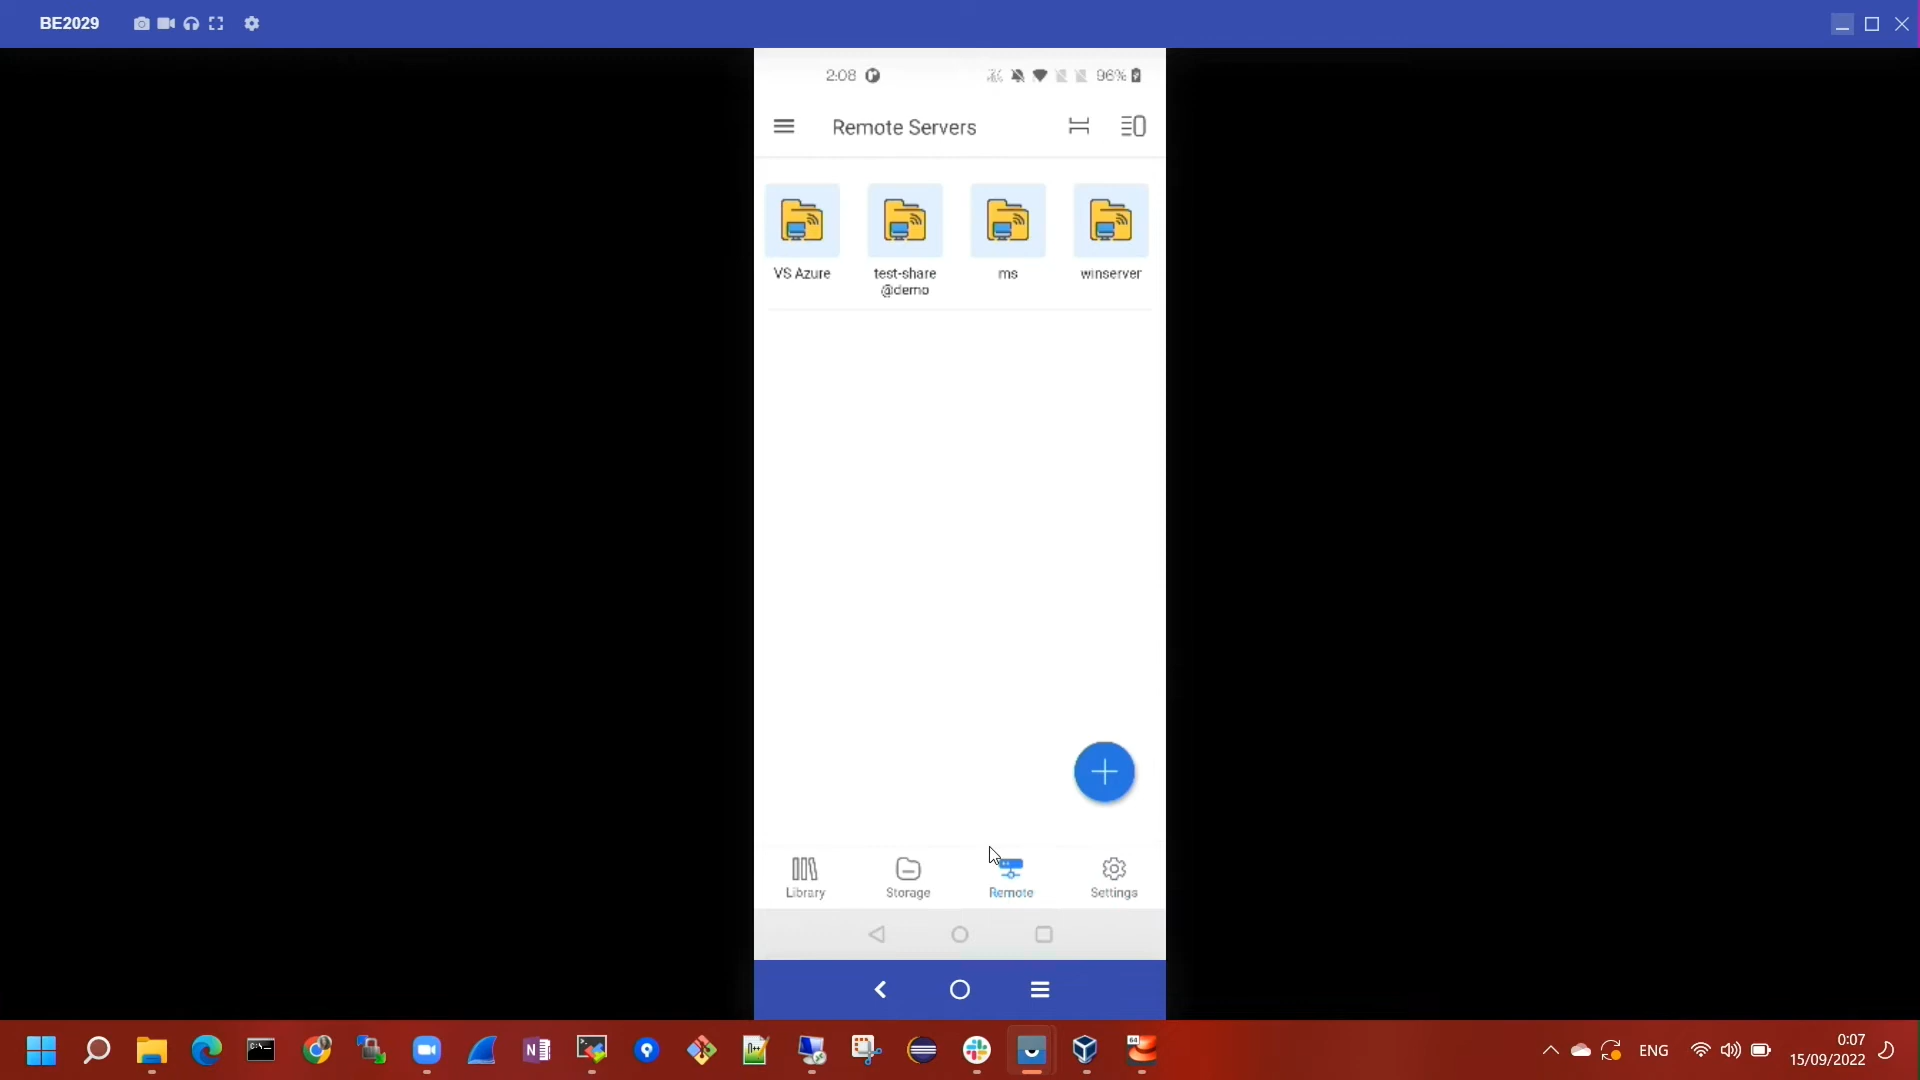 BE2029
2:08
96%
Remote Servers
VS Azure
test-share
@demo
ms
winserver
Library
Storage
Remote
Settings
ENG
0:07
15/09/2022